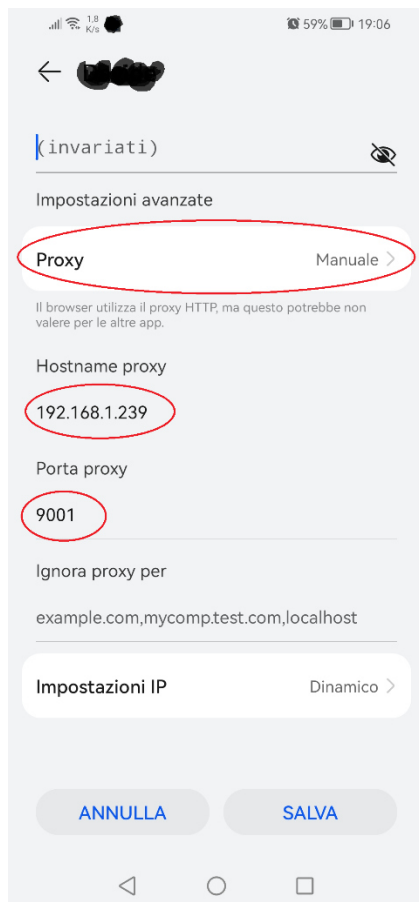 1,8
K/s
59% 19:06
(invariati)
Impostazioni avanzate
Proxy Manuale
Il browser utilizza il proxy HTTP, ma questo potrebbe non
valere per le altre app.
Hostname proxy
192.168.1.239
Porta proxy
9001
Ignora proxy per
example.com,mycomp.test.com,localhost
Impostazioni IP Dinamico
ANNULLA SALVA